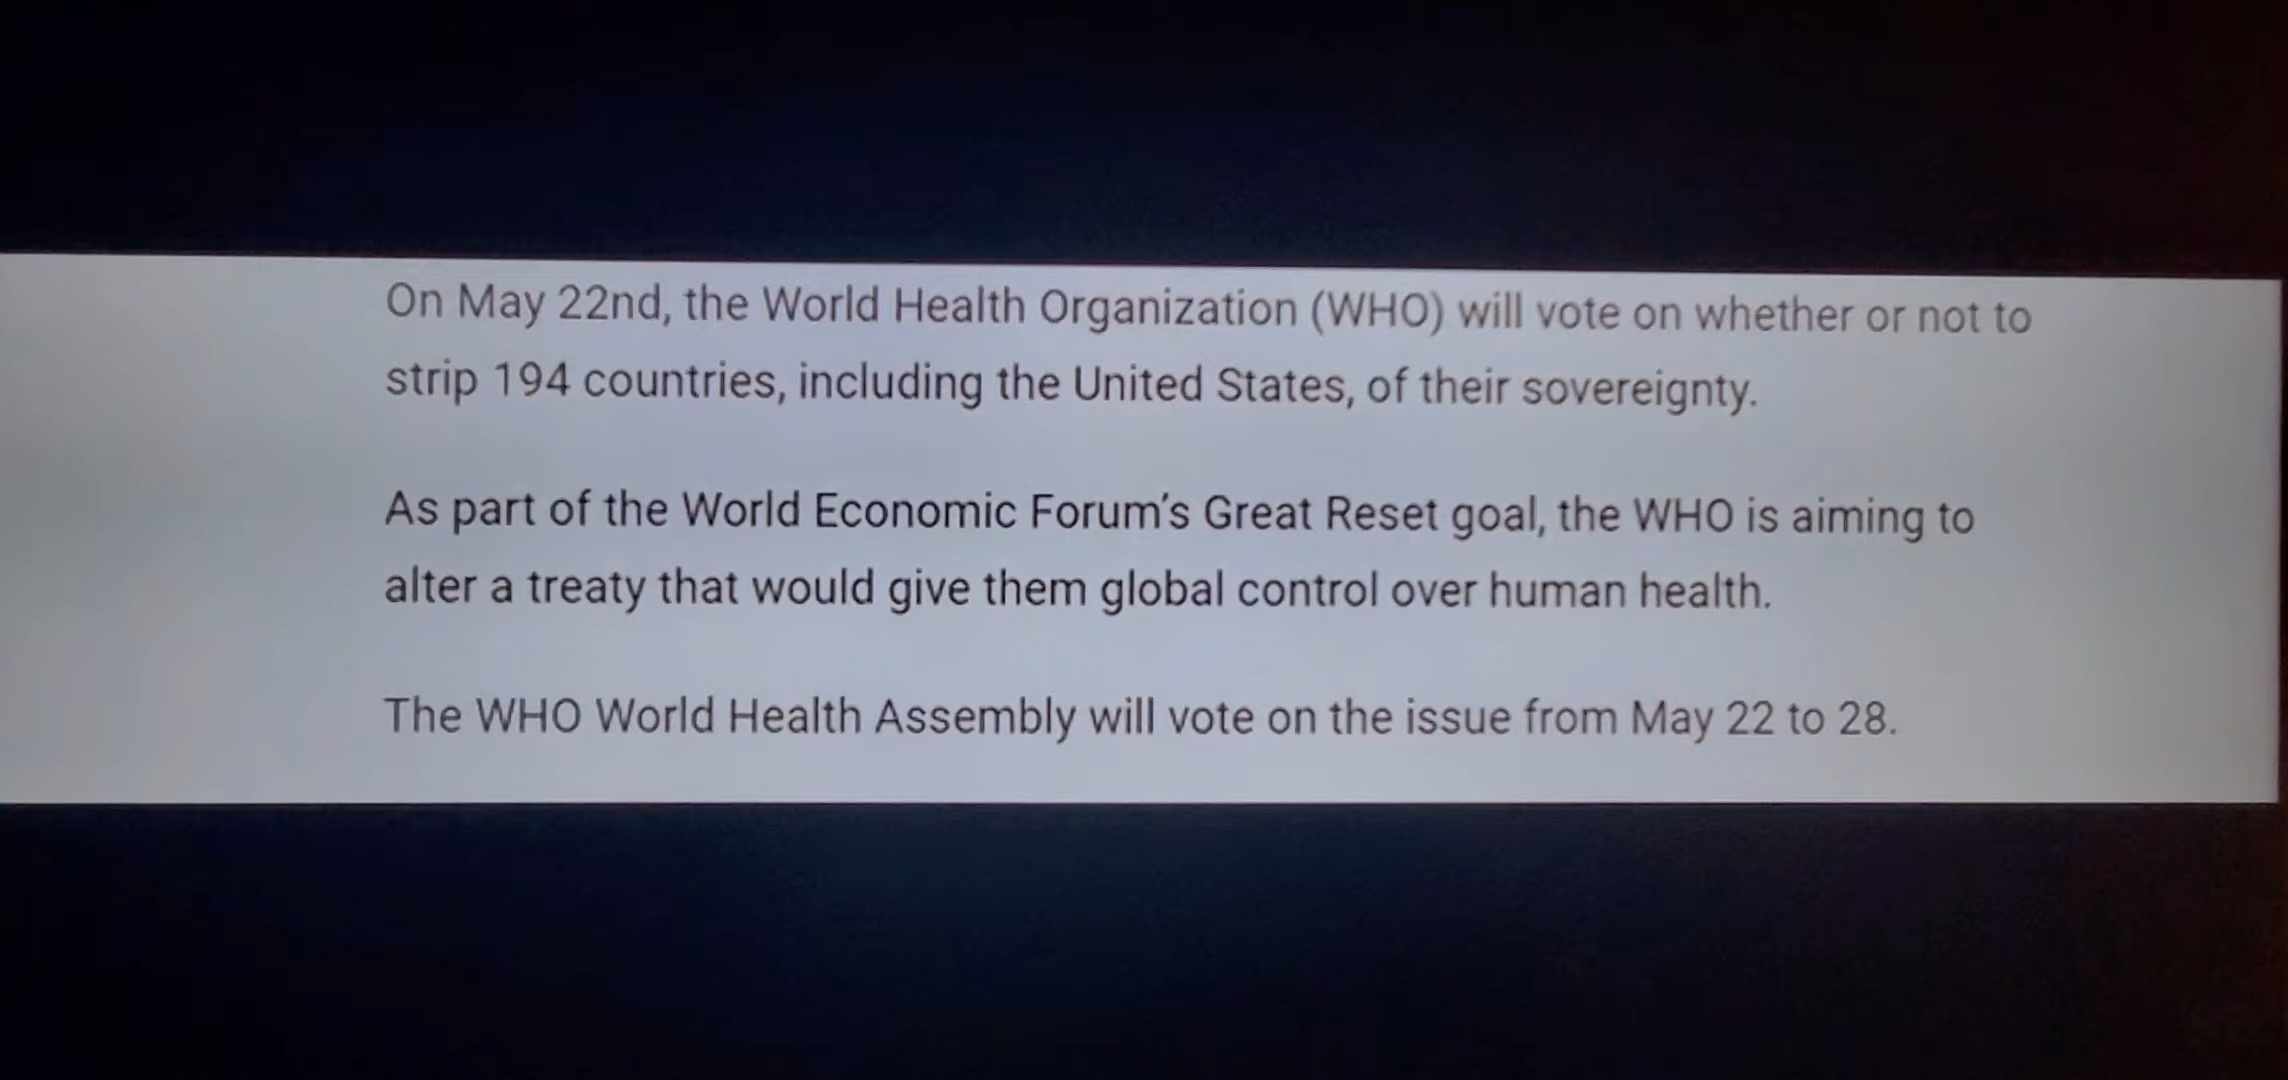 On May 22nd, the World Health Organization (WHO) will vote on whether or not to
strip 194 countries, including the United States, of their sovereignty.
As part of the World Economic Forum's Great Reset goal, the WHO is aiming to
alter a treaty that would give them global control over human health.
The WHO World Health Assembly will vote on the issue from May 22 to 28.